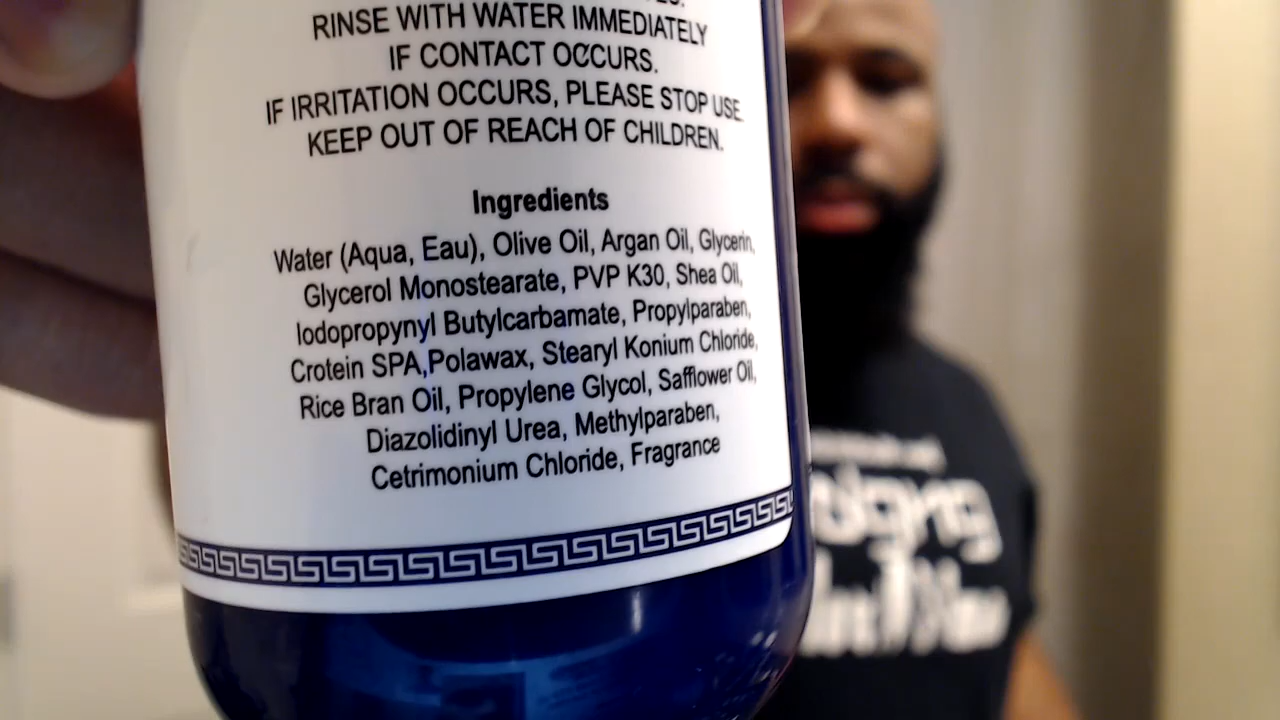 RINSE WITH WATER IMMEDIATELY
IF CONTACT OCCURS.
IF IRRITATION OCCURS, PLEASE STOP USE.
KEEP OUT OF REACH OF CHILDREN.
Ingredients
Water (Aqua, Eau), Olive Oil, Argan Oil, Glycerin,
Glycerol Monostearate, PVP K30, Shea Oil,
Iodopropynyl Butylcarbamate, Propylparaben,
Crotein SPA,Polawax, Stearyl Konium Chloride,
Rice Bran Oil, Propylene Glycol, Safflower Oil,
Diazolidinyl Urea, Methylparaben,
Cetrimonium Chloride, Fragrance